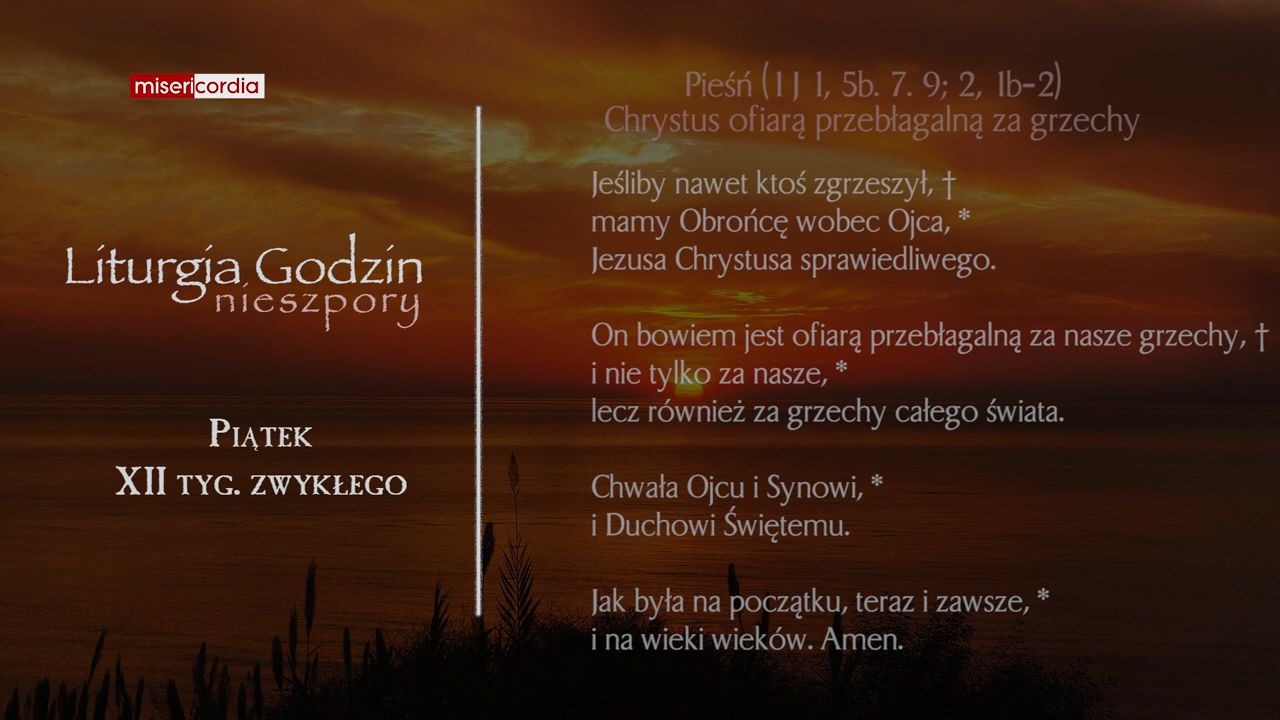 misericordia
Liturgia Godzin
nieszpory
Piątek
XII tyg. zwykłego
Pieśń (1 J 1, 5b. 7. 9; 2, 1b-2)
Chrystus ofiarą przebłagalną za grzechy
Jeśliby nawet ktoś zgrzeszył, †
mamy Obrońcę wobec Ojca, *
Jezusa Chrystusa sprawiedliwego.
On bowiem jest ofiarą przebłagalną za nasze grzechy, †
i nie tylko za nasze, *
lecz również za grzechy całego świata.
Chwała Ojcu i Synowi, *
i Duchowi Świętemu.
Jak była na początku, teraz i zawsze, *
i na wieki wieków. Amen.